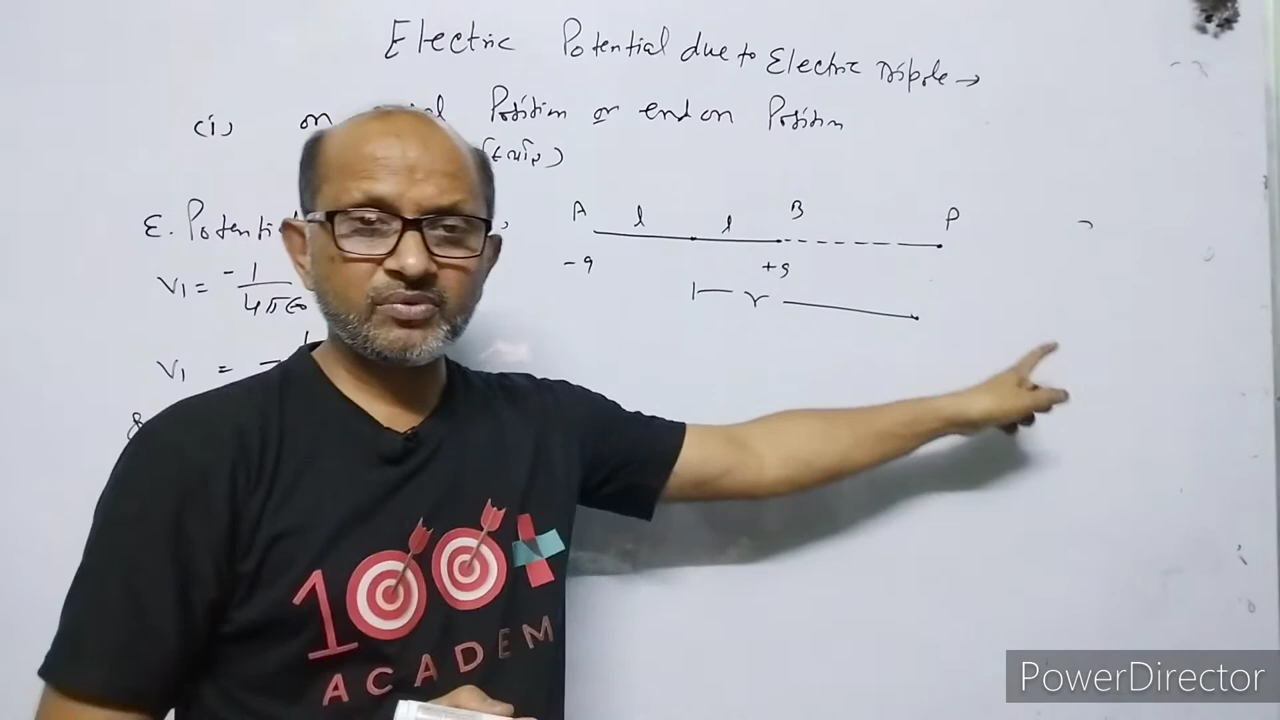 Electric Potential due to Electric Dipole →
(i) on Position or end on Position
E. Potenti
A l l B P
-q +q
r
V₁ = -1
4πε₀
V₁ = -
&
100+
ACADEM
PowerDirector